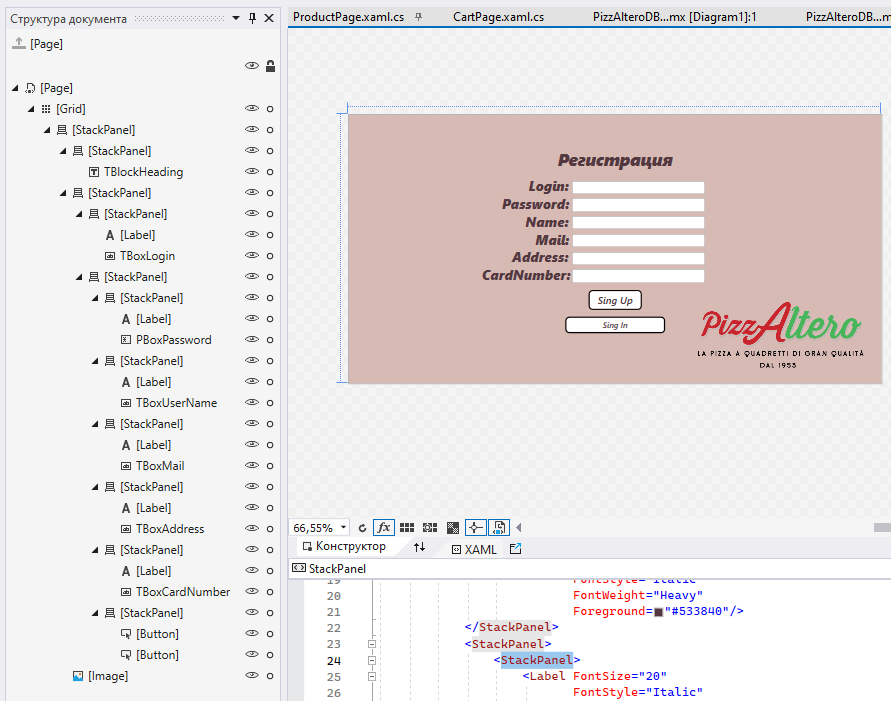 Структура документа
[Page]
[Page]
[Grid]
[StackPanel]
[StackPanel]
TBlockHeading
[StackPanel]
[StackPanel]
[Label]
TBoxLogin
[StackPanel]
[StackPanel]
[Label]
PBoxPassword
[StackPanel]
[Label]
TBoxUserName
[StackPanel]
[Label]
TBoxMail
[StackPanel]
[Label]
TBoxAddress
[StackPanel]
[Label]
TBoxCardNumber
[StackPanel]
[Button]
[Button]
[Image]
ProductPage.xaml.cs CartPage.xaml.cs PizzAlteroDB...mx [Diagram1]:1 PizzAlteroDB...m
Регистрация
Login:
Password:
Name:
Mail:
Address:
CardNumber:
Sing Up
Sing In
PizzAltero
LA PIZZA A QUADRETTI DI GRAN QUALITÀ
DAL 1953
66,55% fx
Конструктор XAML
StackPanel
19 FontStyle="Italic"
20 FontWeight="Heavy"
21 Foreground="#533840"/>
22 </StackPanel>
23 <StackPanel>
24 <StackPanel>
25 <Label FontSize="20"
26 FontStyle="Italic"